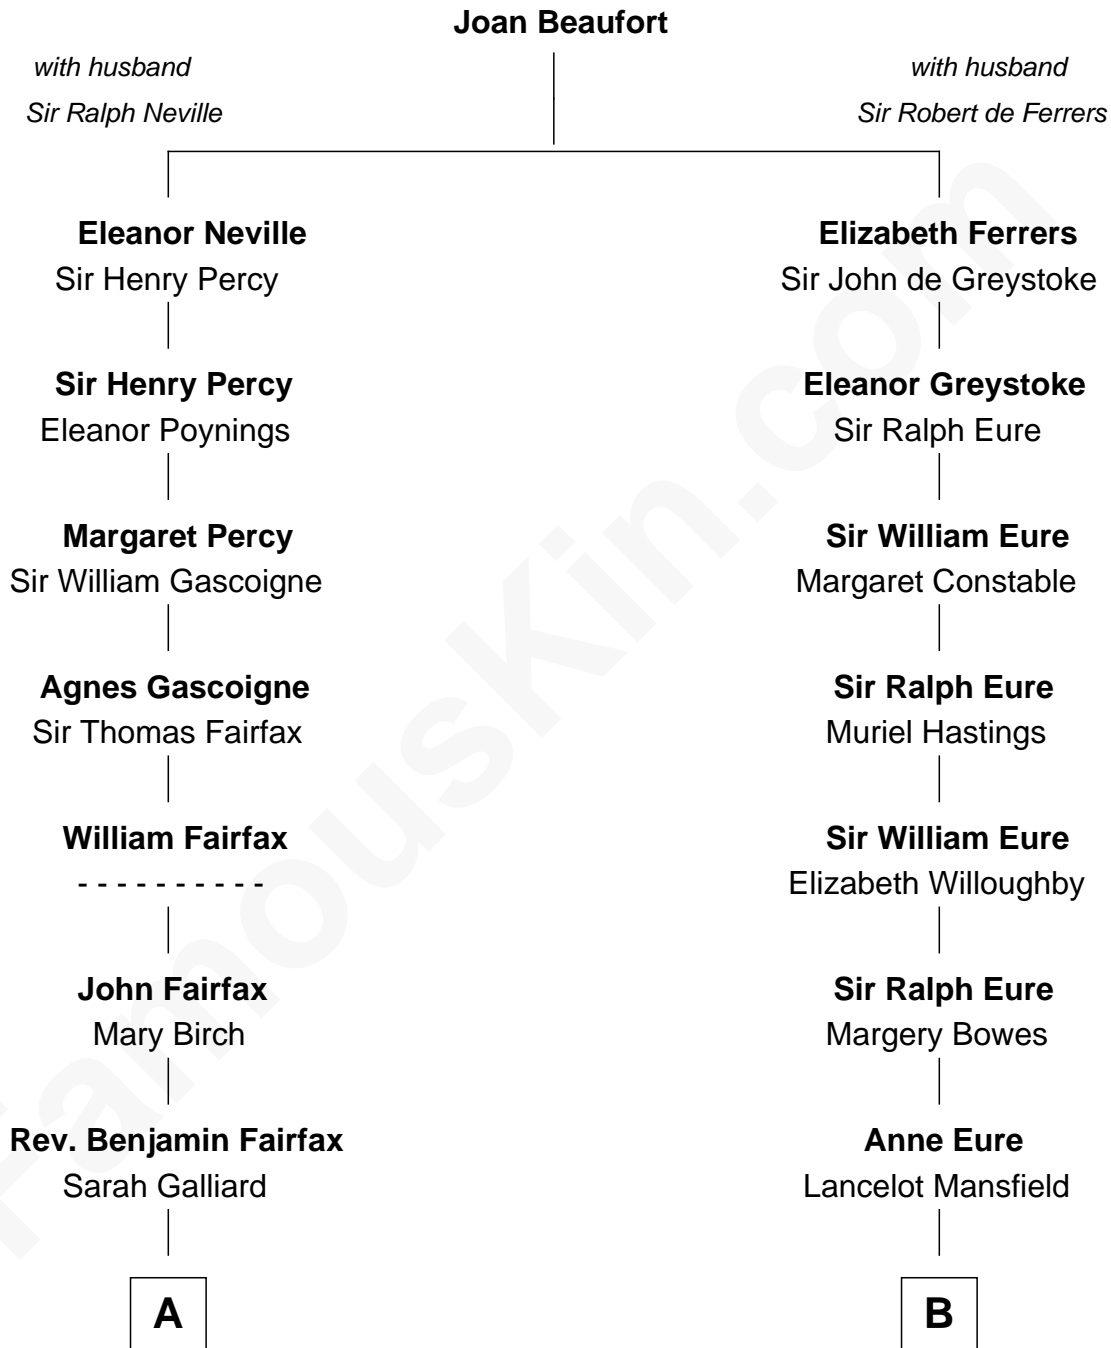 Joan Beaufort
with husband
Sir Ralph Neville
with husband
Sir Robert de Ferrers
Eleanor Neville
Sir Henry Percy
Elizabeth Ferrers
Sir John de Greystoke
Sir Henry Percy
Eleanor Poynings
Eleanor Greystoke
Sir Ralph Eure
Margaret Percy
Sir William Gascoigne
Sir William Eure
Margaret Constable
Agnes Gascoigne
Sir Thomas Fairfax
Sir Ralph Eure
Muriel Hastings
William Fairfax
- - - - - - - - - -
Sir William Eure
Elizabeth Willoughby
John Fairfax
Mary Birch
Sir Ralph Eure
Margery Bowes
Rev. Benjamin Fairfax
Sarah Galliard
Anne Eure
Lancelot Mansfield
A
B
FamousKin.com